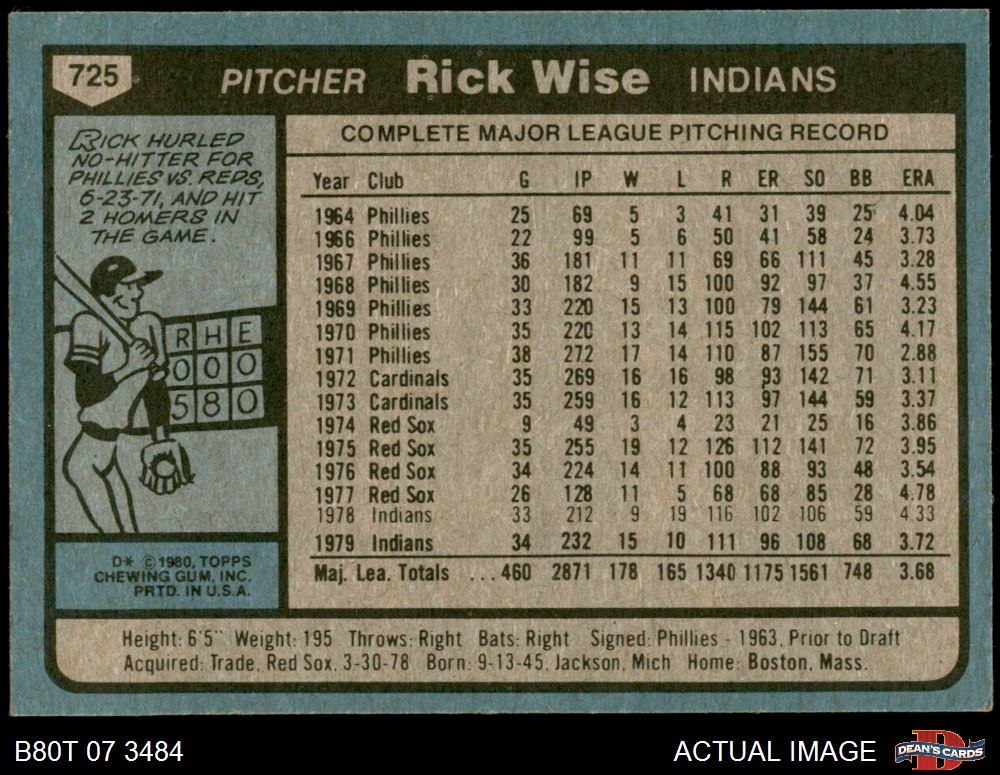 725 PITCHER Rick Wise INDIANS
RICK HURLED
NO-HITTER FOR
PHILLIES VS. REDS,
6-23-71, AND HIT
2 HOMERS IN
THE GAME.
R H E
0 0 0
5 8 0
D* ©1980, TOPPS
CHEWING GUM, INC.
PRTD. IN U.S.A.
COMPLETE MAJOR LEAGUE PITCHING RECORD
Year Club G IP W L R ER SO BB ERA
1964 Phillies 25 69 5 3 41 31 39 25 4.04
1966 Phillies 22 99 5 6 50 41 58 24 3.73
1967 Phillies 36 181 11 11 69 66 111 45 3.28
1968 Phillies 30 182 9 15 100 92 97 37 4.55
1969 Phillies 33 220 15 13 100 79 144 61 3.23
1970 Phillies 35 220 13 14 115 102 113 65 4.17
1971 Phillies 38 272 17 14 110 87 155 70 2.88
1972 Cardinals 35 269 16 16 98 93 142 71 3.11
1973 Cardinals 35 259 16 12 113 97 144 59 3.37
1974 Red Sox 9 49 3 4 23 21 25 16 3.86
1975 Red Sox 35 255 19 12 126 112 141 72 3.95
1976 Red Sox 34 224 14 11 100 88 93 48 3.54
1977 Red Sox 26 128 11 5 68 68 85 28 4.78
1978 Indians 33 212 9 19 116 102 106 59 4.33
1979 Indians 34 232 15 10 111 96 108 68 3.72
Maj. Lea. Totals ... 460 2871 178 165 1340 1175 1561 748 3.68
Height: 6'5" Weight: 195 Throws: Right Bats: Right Signed: Phillies - 1963, Prior to Draft
Acquired: Trade, Red Sox, 3-30-78 Born: 9-13-45, Jackson, Mich Home: Boston, Mass.
B80T 07 3484
ACTUAL IMAGE
DEAN'S CARDS